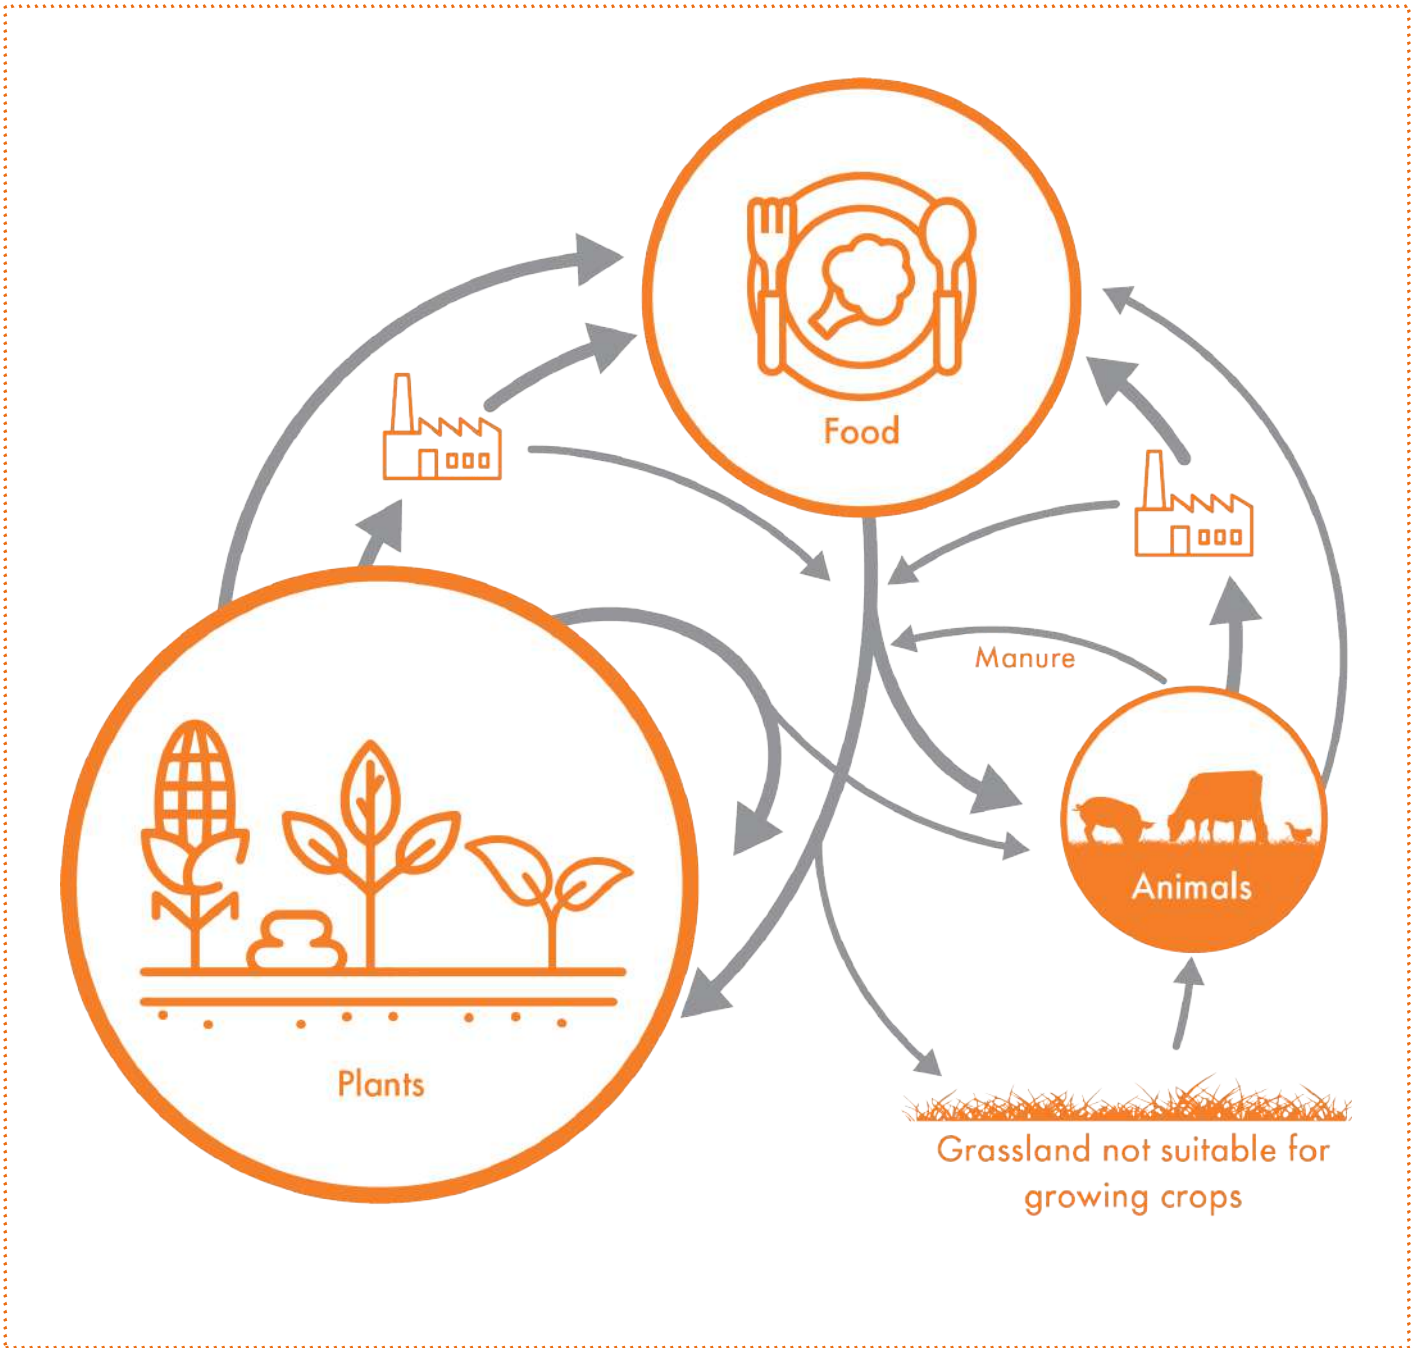 Food
Manure
Animals
Plants
Grassland not suitable for
growing crops